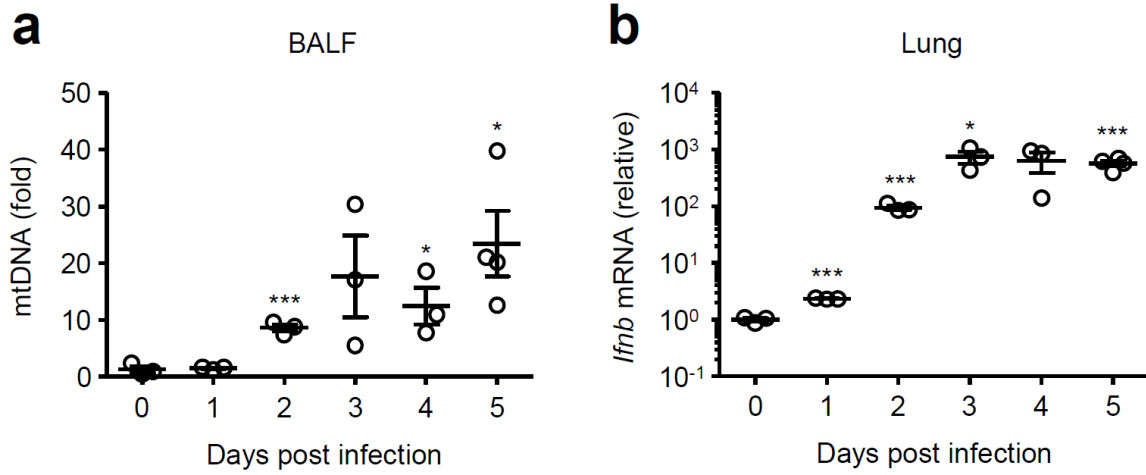 a
BALF
mtDNA (fold)
50
40
30
20
10
0
***
*
*
0 1 2 3 4 5
Days post infection
b
Lung
Ifnb mRNA (relative)
10⁴
10³
10²
10¹
10⁰
10⁻¹
***
***
*
***
0 1 2 3 4 5
Days post infection